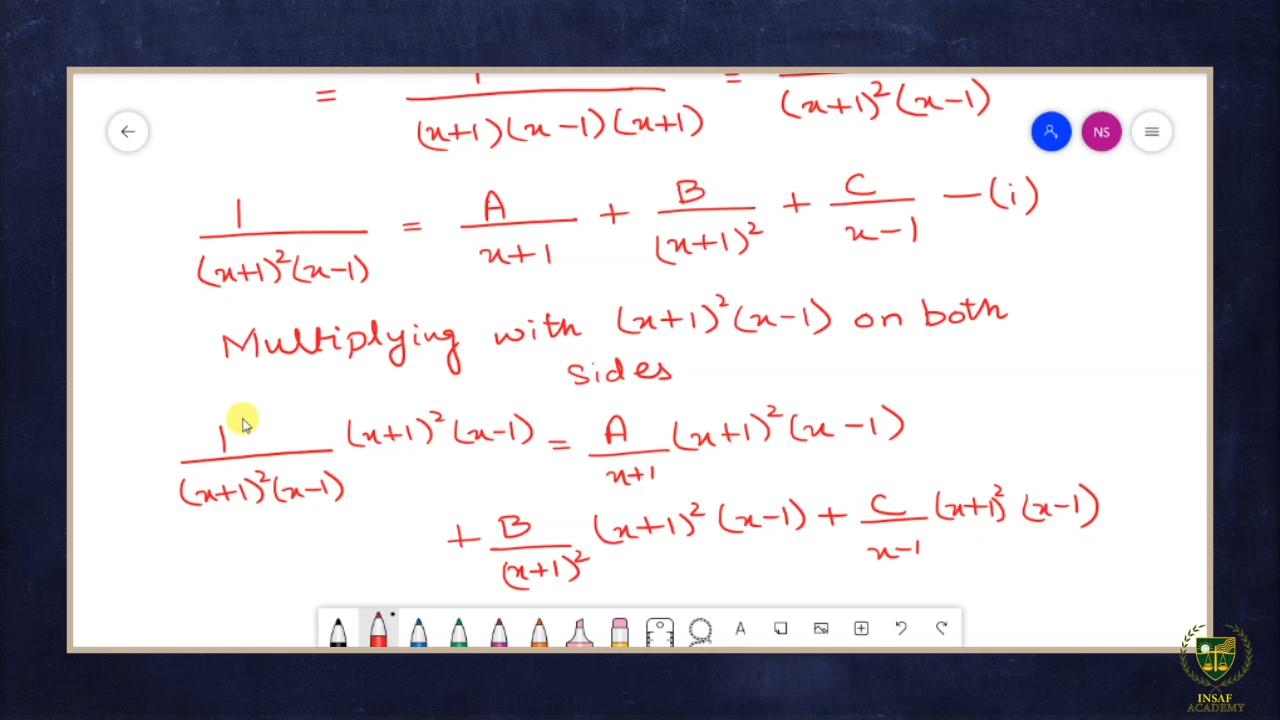 = 1/((x+1)(x-1)(x+1)) = /((x+1)²(x-1))
NS
1/((x+1)²(x-1)) = A/(x+1) + B/(x+1)² + C/(x-1) — (i)
Multiplying with (x+1)²(x-1) on both
sides
1/((x+1)²(x-1)) (x+1)²(x-1) = A/(x+1) (x+1)²(x-1)
+ B/(x+1)² (x+1)²(x-1) + C/(x-1) (x+1)²(x-1)
A
INSAF
ACADEMY